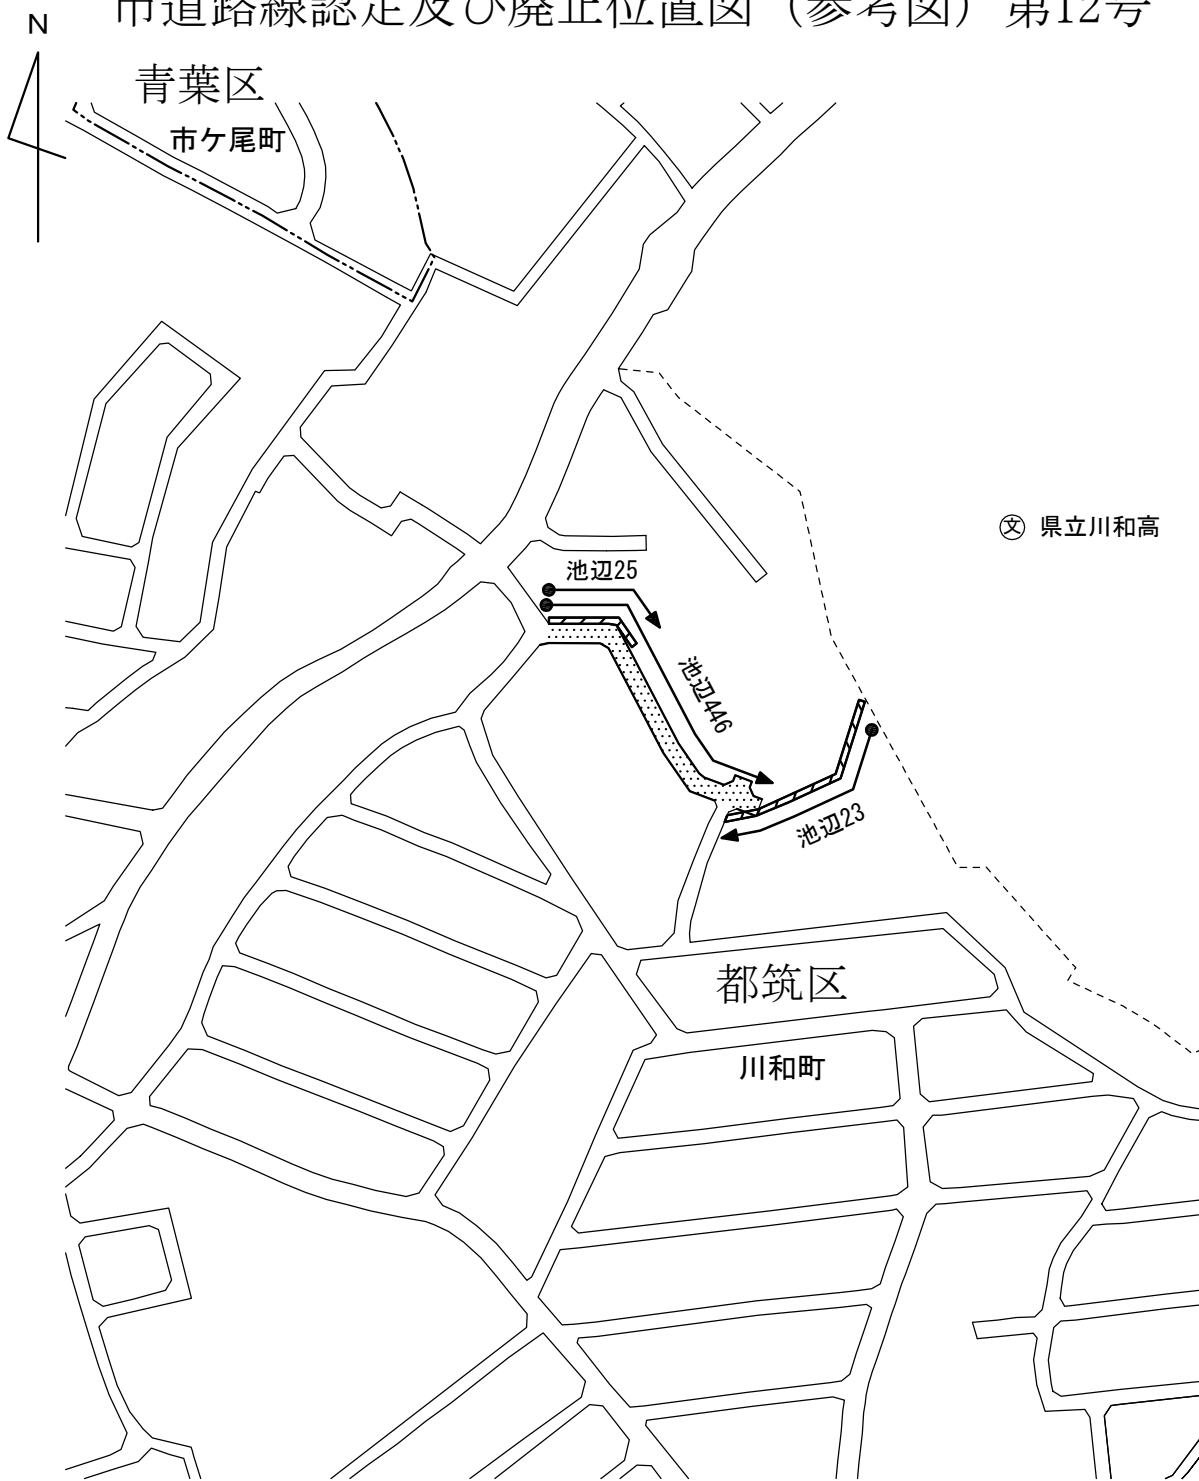 市道路線認定及び廃止位置図（参考図）第12号
N
青葉区
市ケ尾町
文 県立川和高
池辺25
池辺446
池辺23
都筑区
川和町